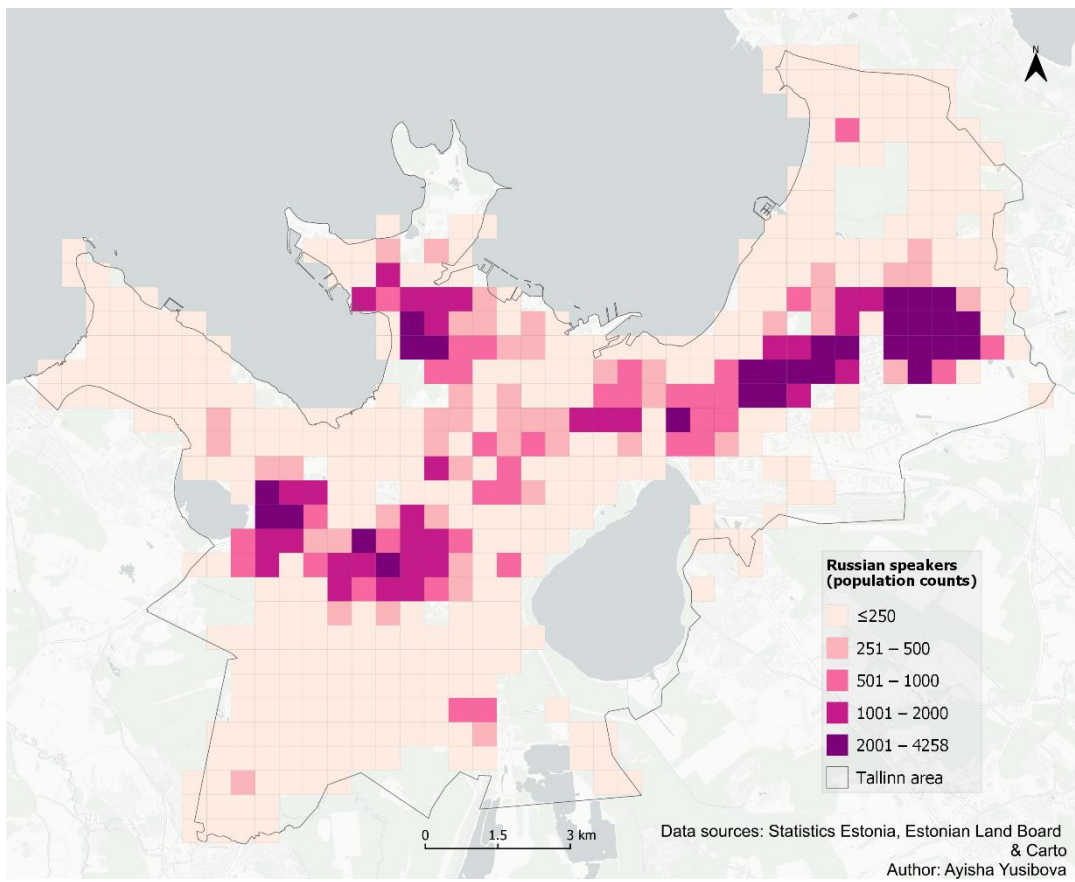 N
Russian speakers
(population counts)
≤250
251 – 500
501 – 1000
1001 – 2000
2001 – 4258
Tallinn area
0 1.5 3 km
Data sources: Statistics Estonia, Estonian Land Board
& Carto
Author: Ayisha Yusibova